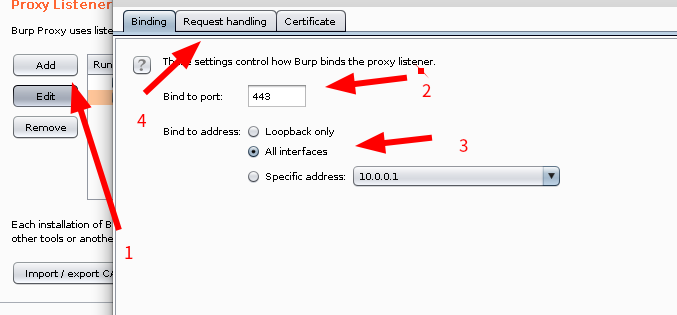 Proxy Listener
Burp Proxy uses liste
Add
Edit
Remove
Run
Each installation of B
other tools or anothe
Import / export CA
Binding
Request handling
Certificate
?
These settings control how Burp binds the proxy listener.
Bind to port: 443
Bind to address: Loopback only
All interfaces
Specific address: 10.0.0.1
1
2
3
4